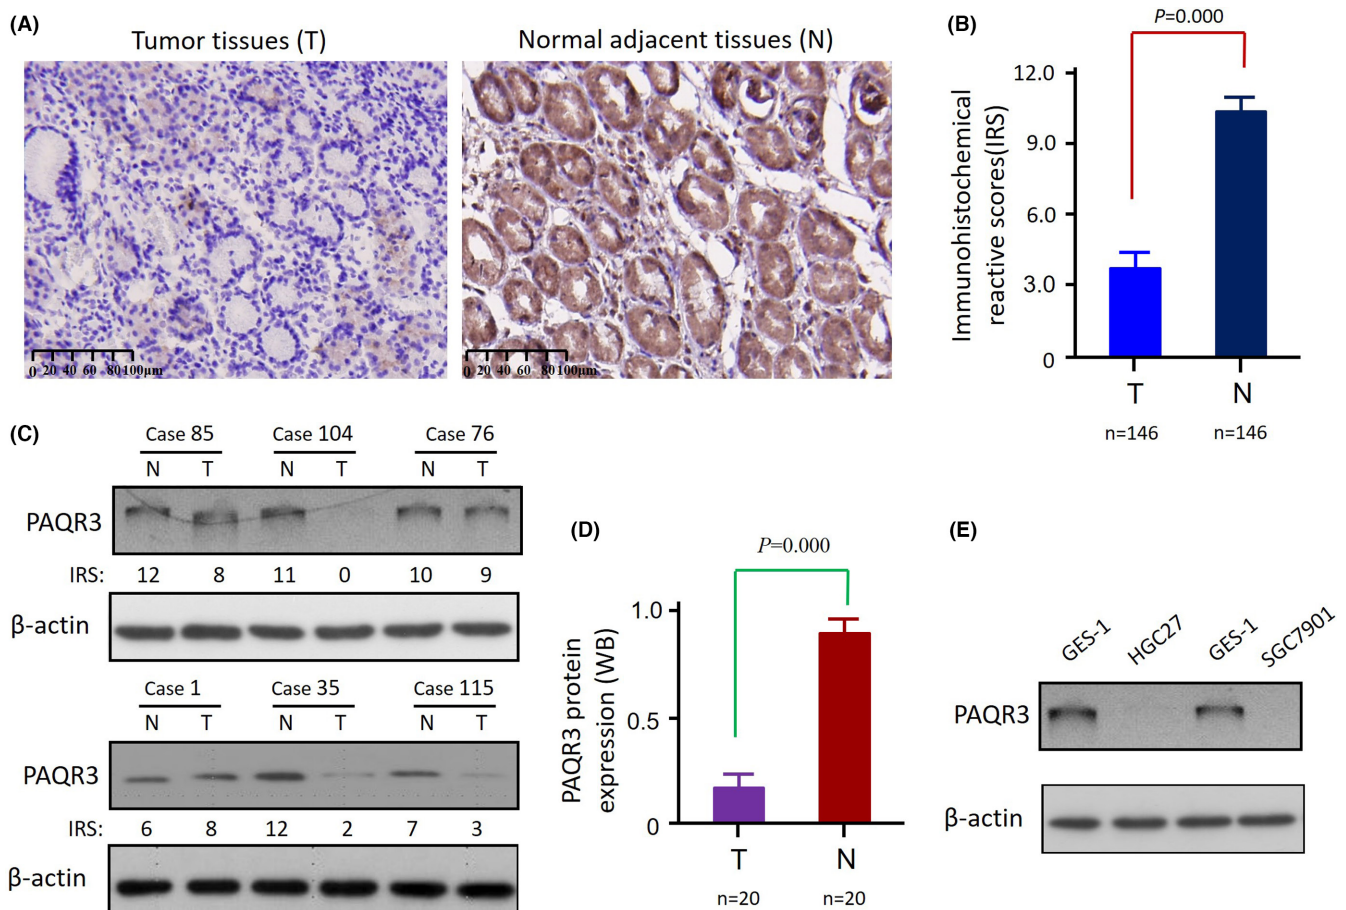 (A)
Tumor tissues (T)
Normal adjacent tissues (N)
0 20 40 60 80 100μm
0 20 40 60 80 100μm
(B)
P=0.000
Immunohistochemical
reactive scores(IRS)
12.0
9.0
6.0
3.0
0
T N
n=146 n=146
(C)
Case 85 Case 104 Case 76
N T N T N T
PAQR3
IRS: 12 8 11 0 10 9
β-actin
Case 1 Case 35 Case 115
N T N T N T
PAQR3
IRS: 6 8 12 2 7 3
β-actin
(D)
P=0.000
PAQR3 protein
expression (WB)
1.0
0.5
0
T N
n=20 n=20
(E)
GES-1 HGC27 GES-1 SGC7901
PAQR3
β-actin